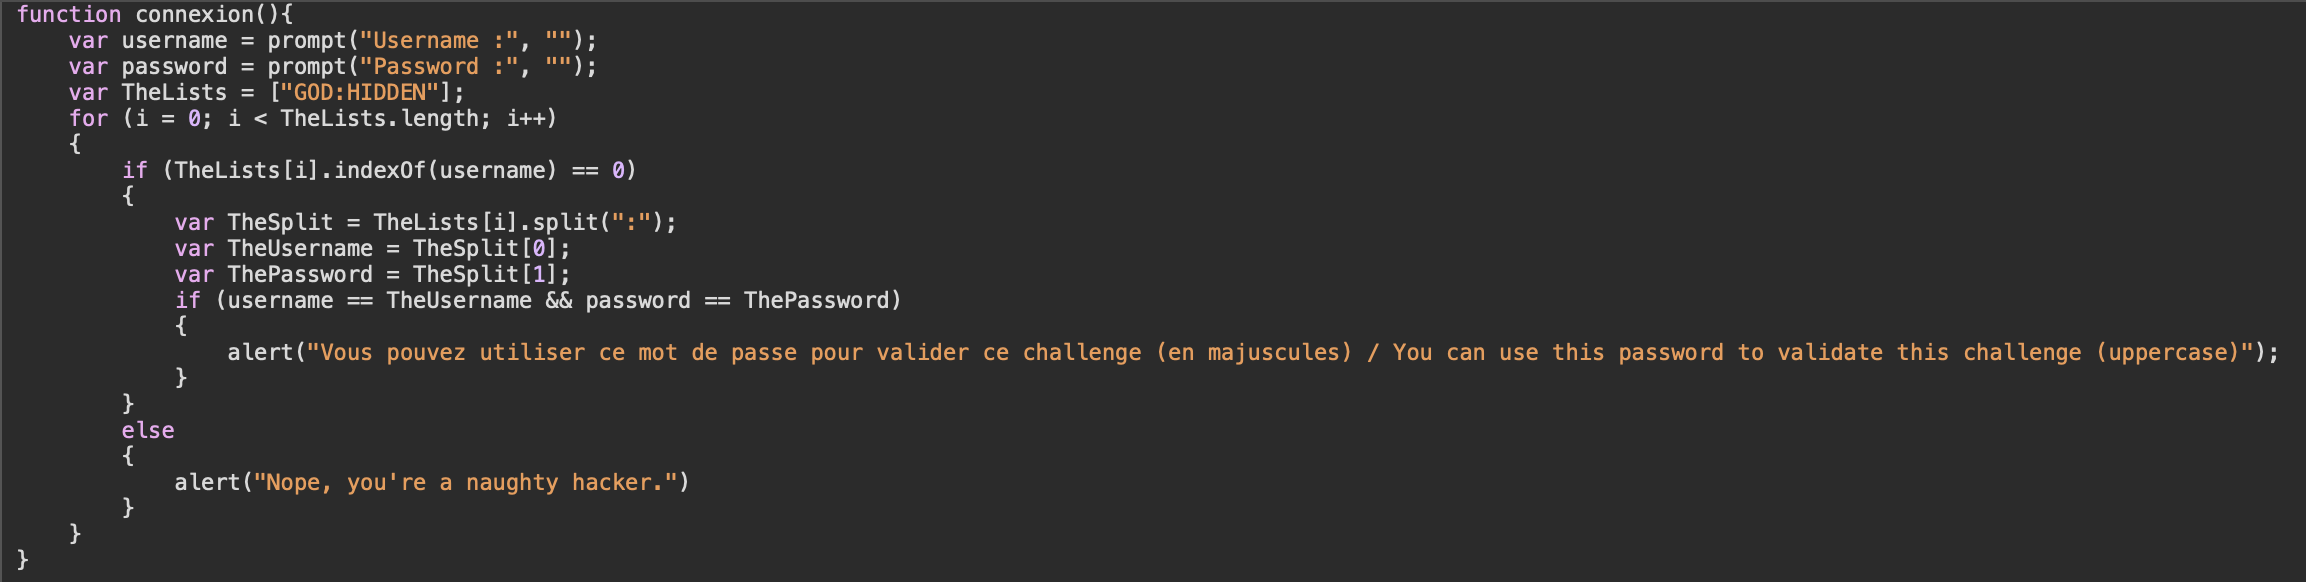 function connexion(){
    var username = prompt("Username :", "");
    var password = prompt("Password :", "");
    var TheLists = ["GOD:HIDDEN"];
    for (i = 0; i < TheLists.length; i++)
    {
        if (TheLists[i].indexOf(username) == 0)
        {
            var TheSplit = TheLists[i].split(":");
            var TheUsername = TheSplit[0];
            var ThePassword = TheSplit[1];
            if (username == TheUsername && password == ThePassword)
            {
                alert("Vous pouvez utiliser ce mot de passe pour valider ce challenge (en majuscules) / You can use this password to validate this challenge (uppercase)");
            }
        }
        else
        {
            alert("Nope, you're a naughty hacker.")
        }
    }
}